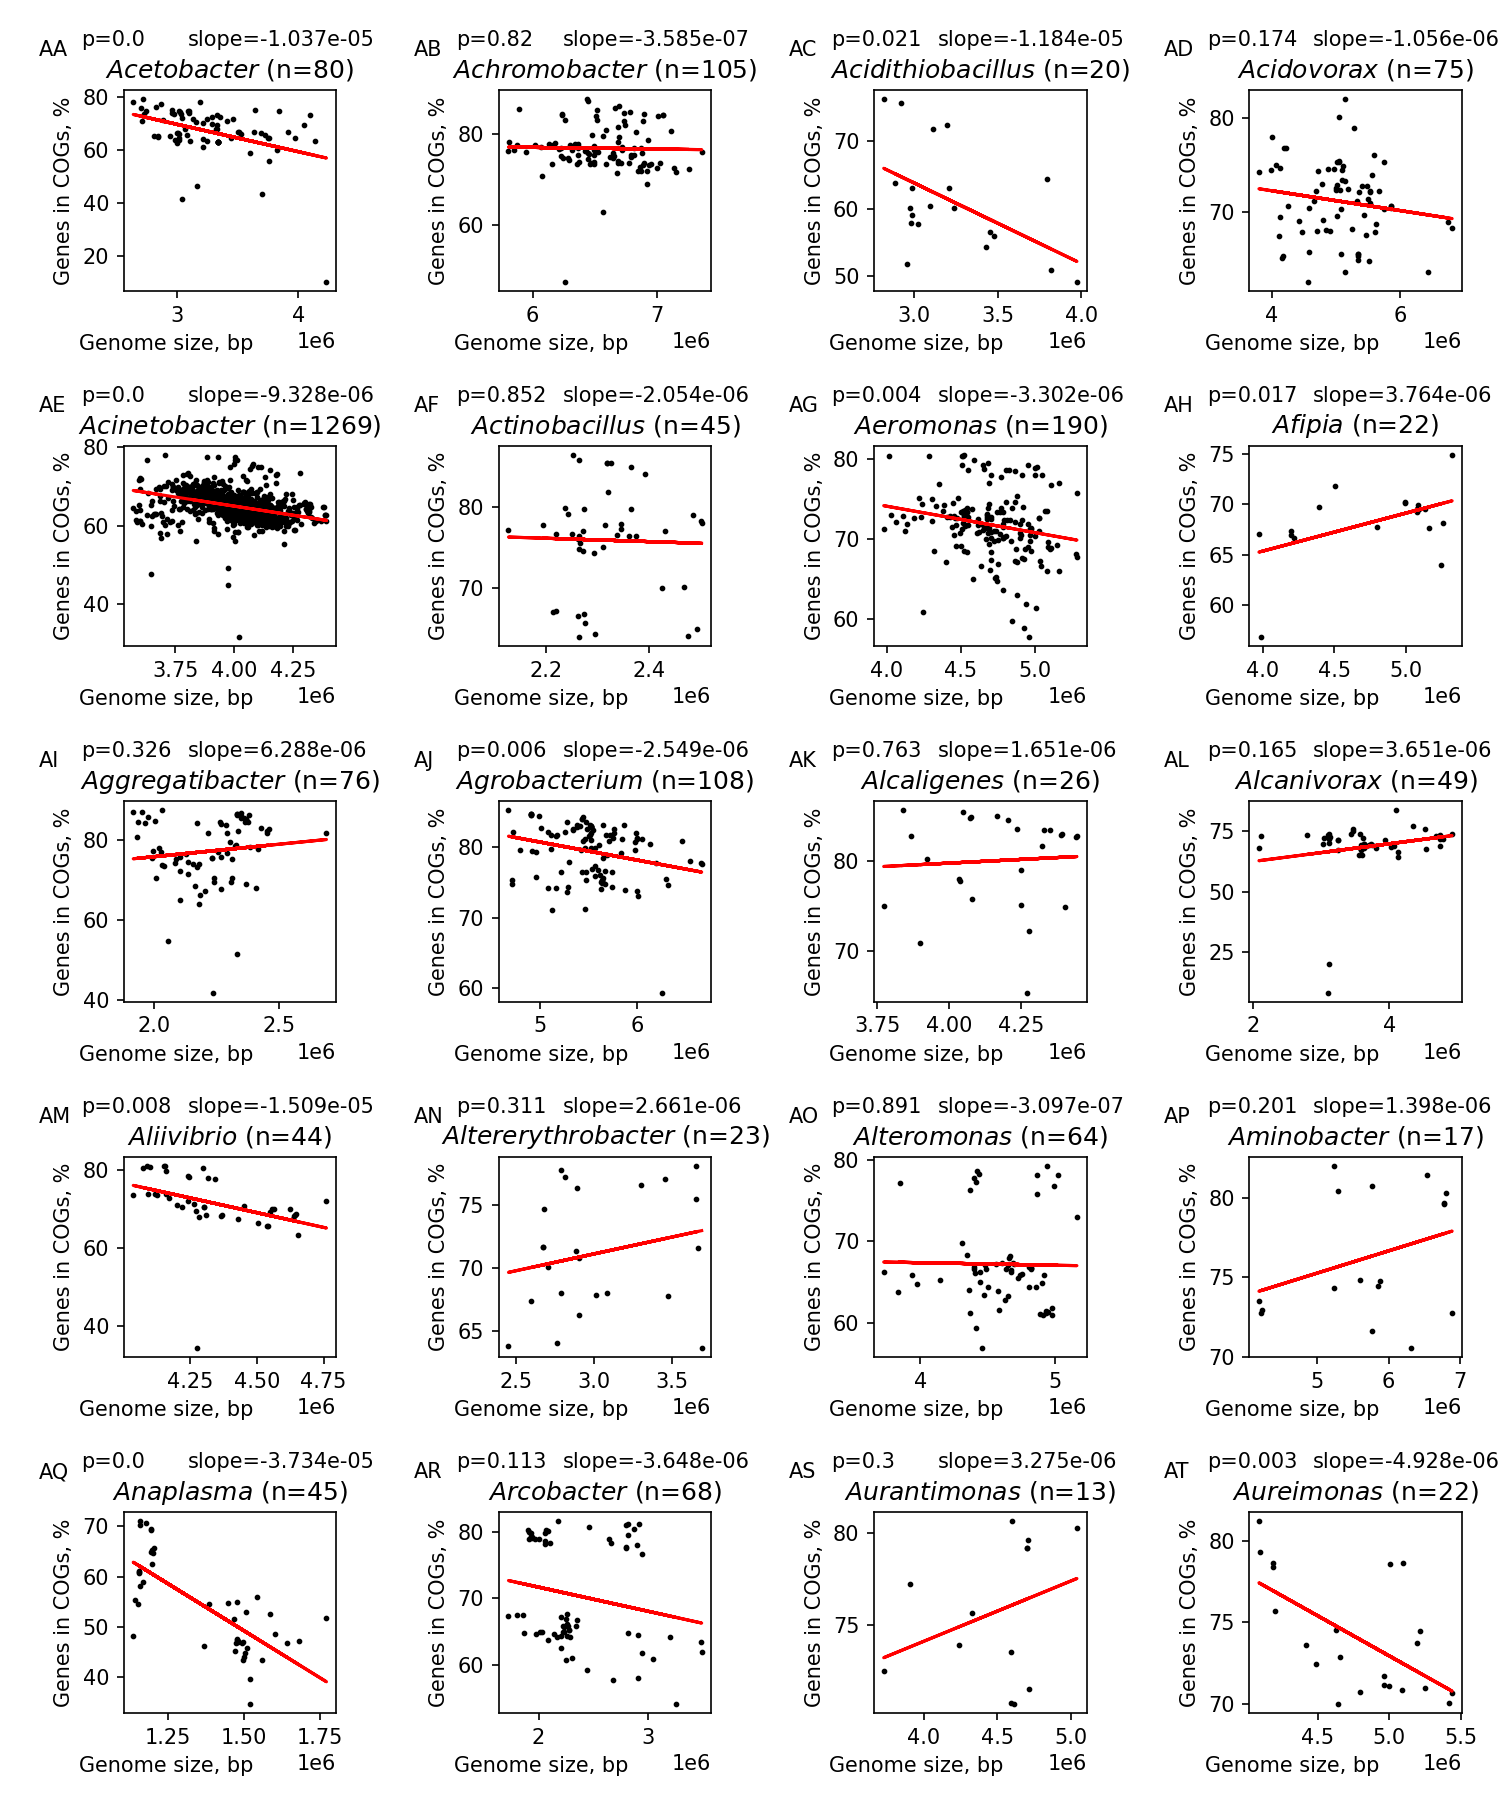 AA p=0.0 slope=-1.037e-05
Acetobacter (n=80)
Genes in COGs, %
80
60
40
20
3 4
Genome size, bp 1e6
AB p=0.82 slope=-3.585e-07
Achromobacter (n=105)
Genes in COGs, %
80
60
6 7
Genome size, bp 1e6
AC p=0.021 slope=-1.184e-05
Acidithiobacillus (n=20)
Genes in COGs, %
70
60
50
3.0 3.5 4.0
Genome size, bp 1e6
AD p=0.174 slope=-1.056e-06
Acidovorax (n=75)
Genes in COGs, %
80
70
4 6
Genome size, bp 1e6
AE p=0.0 slope=-9.328e-06
Acinetobacter (n=1269)
Genes in COGs, %
80
60
40
3.75 4.00 4.25
Genome size, bp 1e6
AF p=0.852 slope=-2.054e-06
Actinobacillus (n=45)
Genes in COGs, %
80
70
2.2 2.4
Genome size, bp 1e6
AG p=0.004 slope=-3.302e-06
Aeromonas (n=190)
Genes in COGs, %
80
70
60
4.0 4.5 5.0
Genome size, bp 1e6
AH p=0.017 slope=3.764e-06
Afipia (n=22)
Genes in COGs, %
75
70
65
60
4.0 4.5 5.0
Genome size, bp 1e6
AI p=0.326 slope=6.288e-06
Aggregatibacter (n=76)
Genes in COGs, %
80
60
40
2.0 2.5
Genome size, bp 1e6
AJ p=0.006 slope=-2.549e-06
Agrobacterium (n=108)
Genes in COGs, %
80
70
60
5 6
Genome size, bp 1e6
AK p=0.763 slope=1.651e-06
Alcaligenes (n=26)
Genes in COGs, %
80
70
3.75 4.00 4.25
Genome size, bp 1e6
AL p=0.165 slope=3.651e-06
Alcanivorax (n=49)
Genes in COGs, %
75
50
25
2 4
Genome size, bp 1e6
AM p=0.008 slope=-1.509e-05
Aliivibrio (n=44)
Genes in COGs, %
80
60
40
4.25 4.50 4.75
Genome size, bp 1e6
AN p=0.311 slope=2.661e-06
Altererythrobacter (n=23)
Genes in COGs, %
75
70
65
2.5 3.0 3.5
Genome size, bp 1e6
AO p=0.891 slope=-3.097e-07
Alteromonas (n=64)
Genes in COGs, %
80
70
60
4 5
Genome size, bp 1e6
AP p=0.201 slope=1.398e-06
Aminobacter (n=17)
Genes in COGs, %
80
75
70
5 6 7
Genome size, bp 1e6
AQ p=0.0 slope=-3.734e-05
Anaplasma (n=45)
Genes in COGs, %
70
60
50
40
1.25 1.50 1.75
Genome size, bp 1e6
AR p=0.113 slope=-3.648e-06
Arcobacter (n=68)
Genes in COGs, %
80
70
60
2 3
Genome size, bp 1e6
AS p=0.3 slope=3.275e-06
Aurantimonas (n=13)
Genes in COGs, %
80
75
4.0 4.5 5.0
Genome size, bp 1e6
AT p=0.003 slope=-4.928e-06
Aureimonas (n=22)
Genes in COGs, %
80
75
70
4.5 5.0 5.5
Genome size, bp 1e6